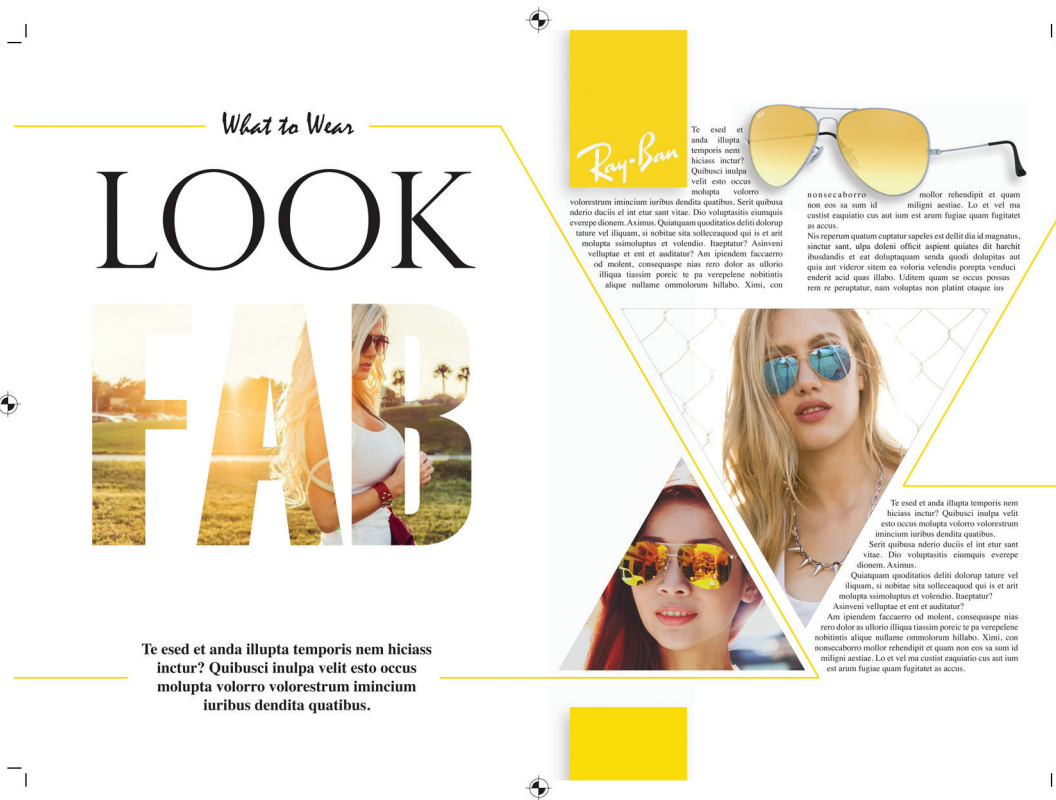 What to Wear
LOOK
FAB
Te esed et anda illupta temporis nem hiciass
inctur? Quibusci inulpa velit esto occus
molupta volorro volorestrum imincium
iuribus dendita quatibus.
Ray-Ban
Te esed et
anda illupta
temporis nem
hiciass inctur?
Quibusci inulpa
velit esto occus
molupta volorro
volorestrum imincium iuribus dendita quatibus. Serit quibusa
nderio duciis el int etur sant vitae. Dio voluptasitis eiumquis
everepe dionem. Aximus. Quiatquam quoditatios deliti dolorup
tature vel iliquam, si nobitae sita solleceaquod qui is et arit
molupta ssimoluptus et volendio. Itaeptatur? Asinveni
velluptae et ent et auditatur? Am ipiendem faccaerro
od molent, consequaspe nias rero dolor as ullorio
illiqua tiassim poreic te pa verepelene nobitintis
alique nullame ommolorum hillabo. Ximi, con
nonsecaborro mollor rehendipit et quam
non eos sa sum id miligni aestiae. Lo et vel ma
custist eaquiatio cus aut ium est arum fugiae quam fugitatet
as accus.
Nis reperum quatum cuptatur sapeles est dellit dia id magnatus,
sinctur sant, ulpa doleni officit aspient quiates dit harchit
ibusdandis et eat doluptaquam senda quodi dolupitas aut
quia aut videror sitem ea voloria velendis porepta venduci
enderit acid quas illabo. Uditem quam se occus possus
rem re peruptatur, nam voluptas non platint otaque ius
Te esed et anda illupta temporis nem
hiciass inctur? Quibusci inulpa velit
esto occus molupta volorro volorestrum
imincium iuribus dendita quatibus.
Serit quibusa nderio duciis el int etur sant
vitae. Dio voluptasitis eiumquis everepe
dionem. Aximus.
Quiatquam quoditatios deliti dolorup tature vel
iliquam, si nobitae sita solleceaquod qui is et arit
molupta ssimoluptus et volendio. Itaeptatur?
Asinveni velluptae et ent et auditatur?
Am ipiendem faccaerro od molent, consequaspe nias
rero dolor as ullorio illiqua tiassim poreic te pa verepelene
nobitintis alique nullame ommolorum hillabo. Ximi, con
nonsecaborro mollor rehendipit et quam non eos sa sum id
miligni aestiae. Lo et vel ma custist eaquiatio cus aut ium
est arum fugiae quam fugitatet as accus.